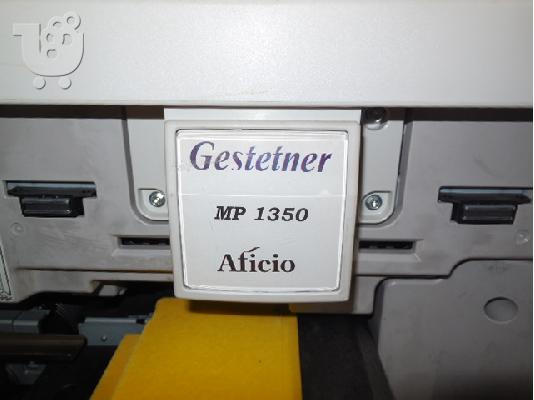 Gestetner
MP 1350
Aficio